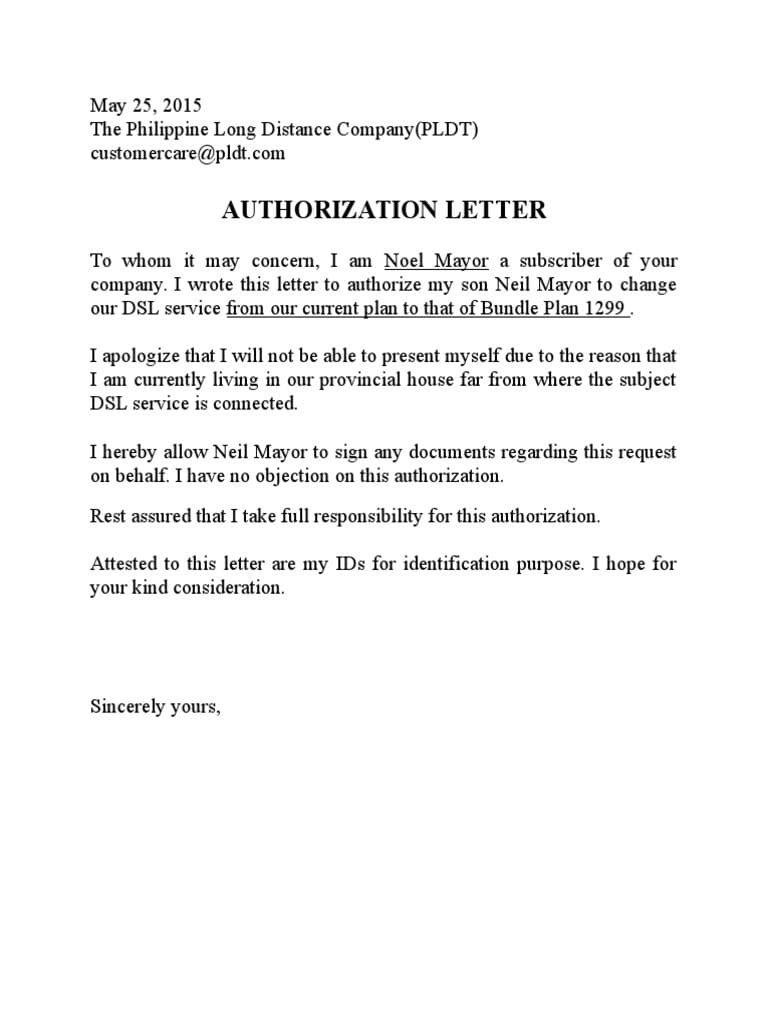 May 25, 2015
The Philippine Long Distance Company(PLDT)
customercare@pldt.com
AUTHORIZATION LETTER
To whom it may concern, I am Noel Mayor a subscriber of your
company. I wrote this letter to authorize my son Neil Mayor to change
our DSL service from our current plan to that of Bundle Plan 1299 .
I apologize that I will not be able to present myself due to the reason that
I am currently living in our provincial house far from where the subject
DSL service is connected.
I hereby allow Neil Mayor to sign any documents regarding this request
on behalf. I have no objection on this authorization.
Rest assured that I take full responsibility for this authorization.
Attested to this letter are my IDs for identification purpose. I hope for
your kind consideration.
Sincerely yours,